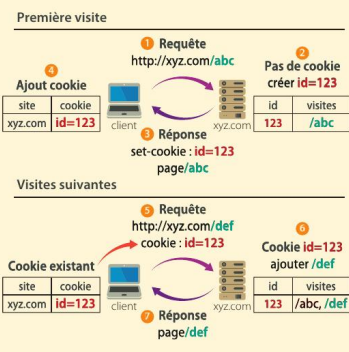 Première visite
1 Requête
http://xyz.com/abc
2
Pas de cookie
créer id=123
4
Ajout cookie
site cookie
xyz.com id=123
client
xyz.com
id visites
123 /abc
3 Réponse
set-cookie : id=123
page/abc
Visites suivantes
5 Requête
http://xyz.com/def
cookie : id=123
6
Cookie id=123
ajouter /def
Cookie existant
site cookie
xyz.com id=123
client
xyz.com
id visites
123 /abc, /def
7 Réponse
page/def